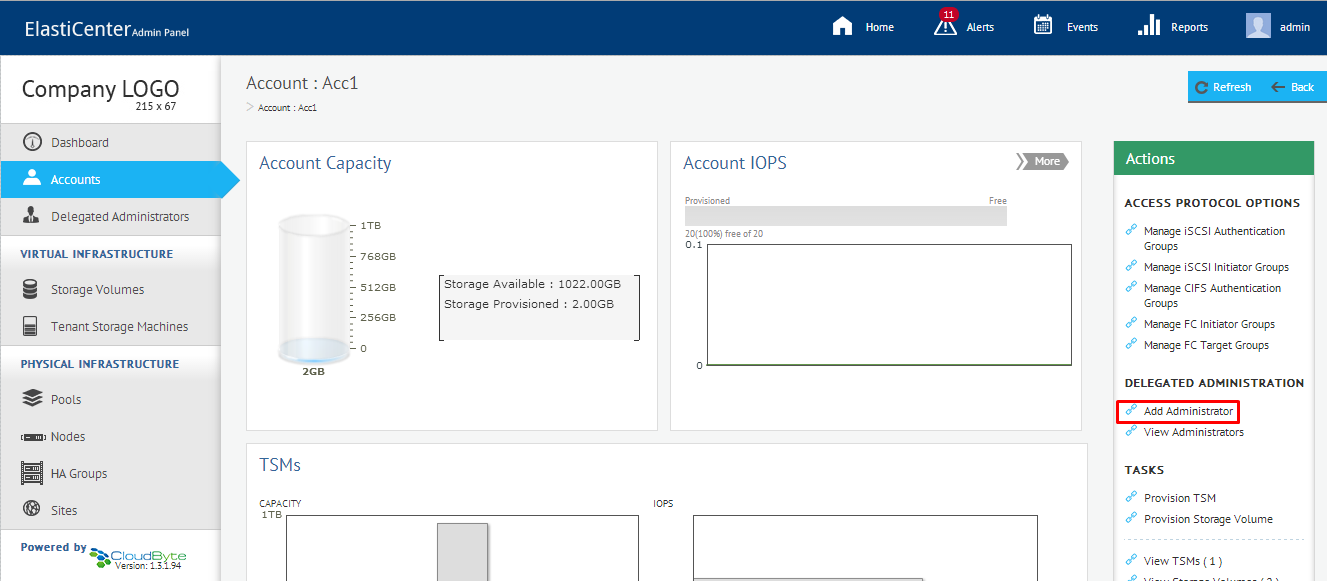 ElastiCenter Admin Panel
Home
11
Alerts
Events
Reports
admin
Company LOGO
215 x 67
Dashboard
Accounts
Delegated Administrators
VIRTUAL INFRASTRUCTURE
Storage Volumes
Tenant Storage Machines
PHYSICAL INFRASTRUCTURE
Pools
Nodes
HA Groups
Sites
Powered by
CloudByte
Version: 1.3.1.94
Account : Acc1
> Account : Acc1
Refresh
Back
Account Capacity
1TB
768GB
512GB
256GB
0
2GB
Storage Available : 1022.00GB
Storage Provisioned : 2.00GB
Account IOPS
More
Provisioned Free
20(100%) free of 20
0.1
0
TSMs
CAPACITY
1TB
IOPS
Actions
ACCESS PROTOCOL OPTIONS
Manage iSCSI Authentication
Groups
Manage iSCSI Initiator Groups
Manage CIFS Authentication
Groups
Manage FC Initiator Groups
Manage FC Target Groups
DELEGATED ADMINISTRATION
Add Administrator
View Administrators
TASKS
Provision TSM
Provision Storage Volume
View TSMs ( 1 )
View Storage Volumes ( 2 )